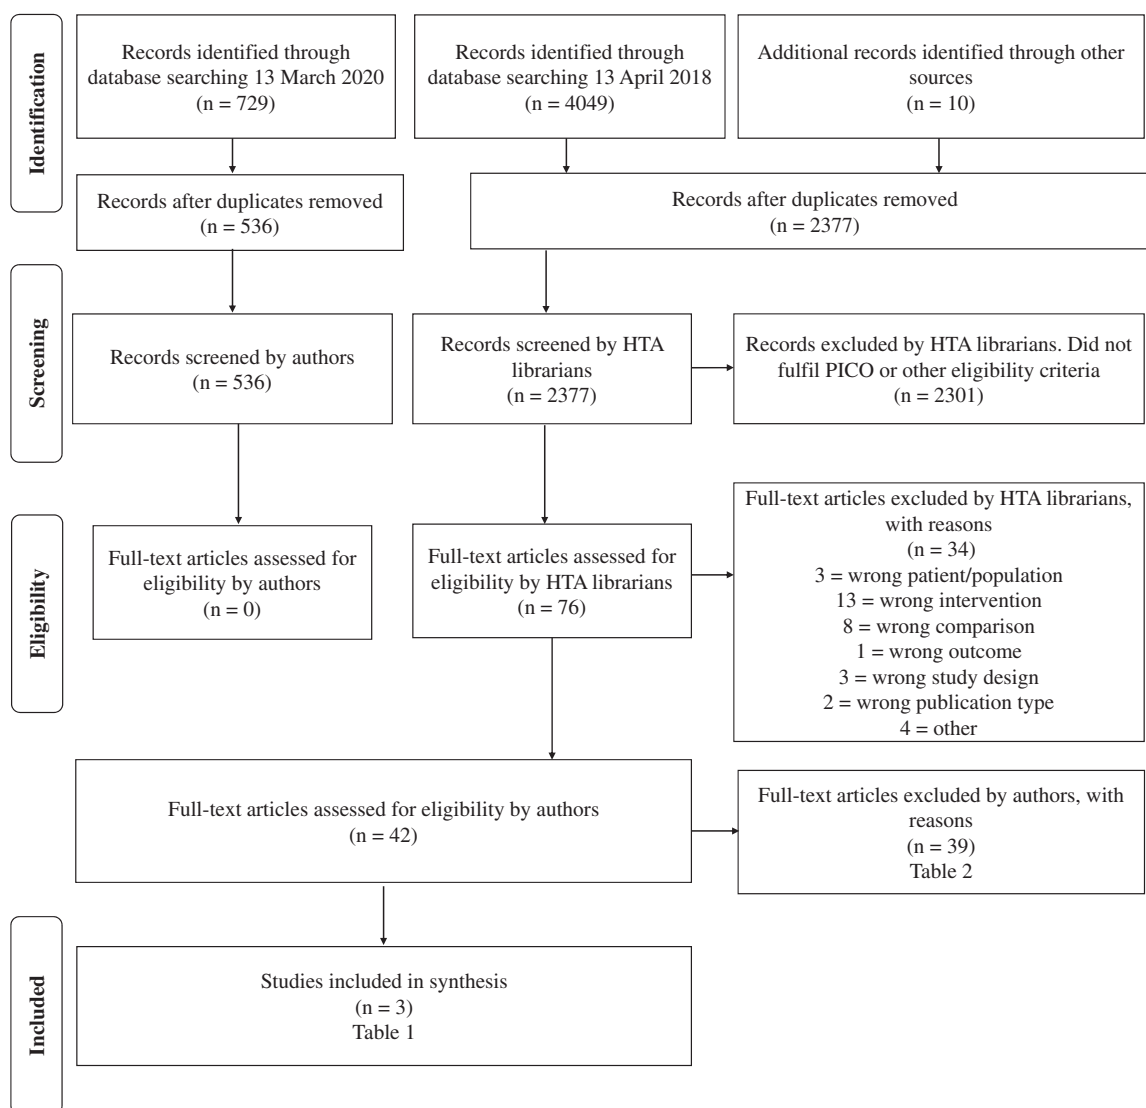 Identification
Records identified through
database searching 13 March 2020
(n = 729)
Records identified through
database searching 13 April 2018
(n = 4049)
Additional records identified through other
sources
(n = 10)
Records after duplicates removed
(n = 536)
Records after duplicates removed
(n = 2377)
Screening
Records screened by authors
(n = 536)
Records screened by HTA
librarians
(n = 2377)
Records excluded by HTA librarians. Did not
fulfil PICO or other eligibility criteria
(n = 2301)
Eligibility
Full-text articles assessed for
eligibility by authors
(n = 0)
Full-text articles assessed for
eligibility by HTA librarians
(n = 76)
Full-text articles excluded by HTA librarians,
with reasons
(n = 34)
3 = wrong patient/population
13 = wrong intervention
8 = wrong comparison
1 = wrong outcome
3 = wrong study design
2 = wrong publication type
4 = other
Full-text articles assessed for eligibility by authors
(n = 42)
Full-text articles excluded by authors, with
reasons
(n = 39)
Table 2
Included
Studies included in synthesis
(n = 3)
Table 1